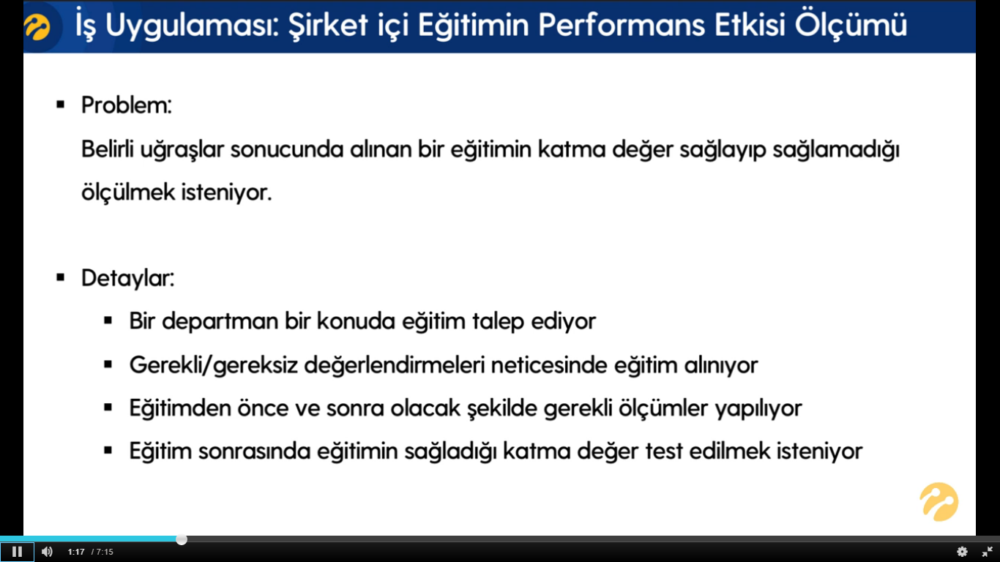 İş Uygulaması: Şirket içi Eğitimin Performans Etkisi Ölçümü
▪ Problem:
Belirli uğraşlar sonucunda alınan bir eğitimin katma değer sağlayıp sağlamadığı
ölçülmek isteniyor.
▪ Detaylar:
▪ Bir departman bir konuda eğitim talep ediyor
▪ Gerekli/gereksiz değerlendirmeleri neticesinde eğitim alınıyor
▪ Eğitimden önce ve sonra olacak şekilde gerekli ölçümler yapılıyor
▪ Eğitim sonrasında eğitimin sağladığı katma değer test edilmek isteniyor
1:17 / 7:15